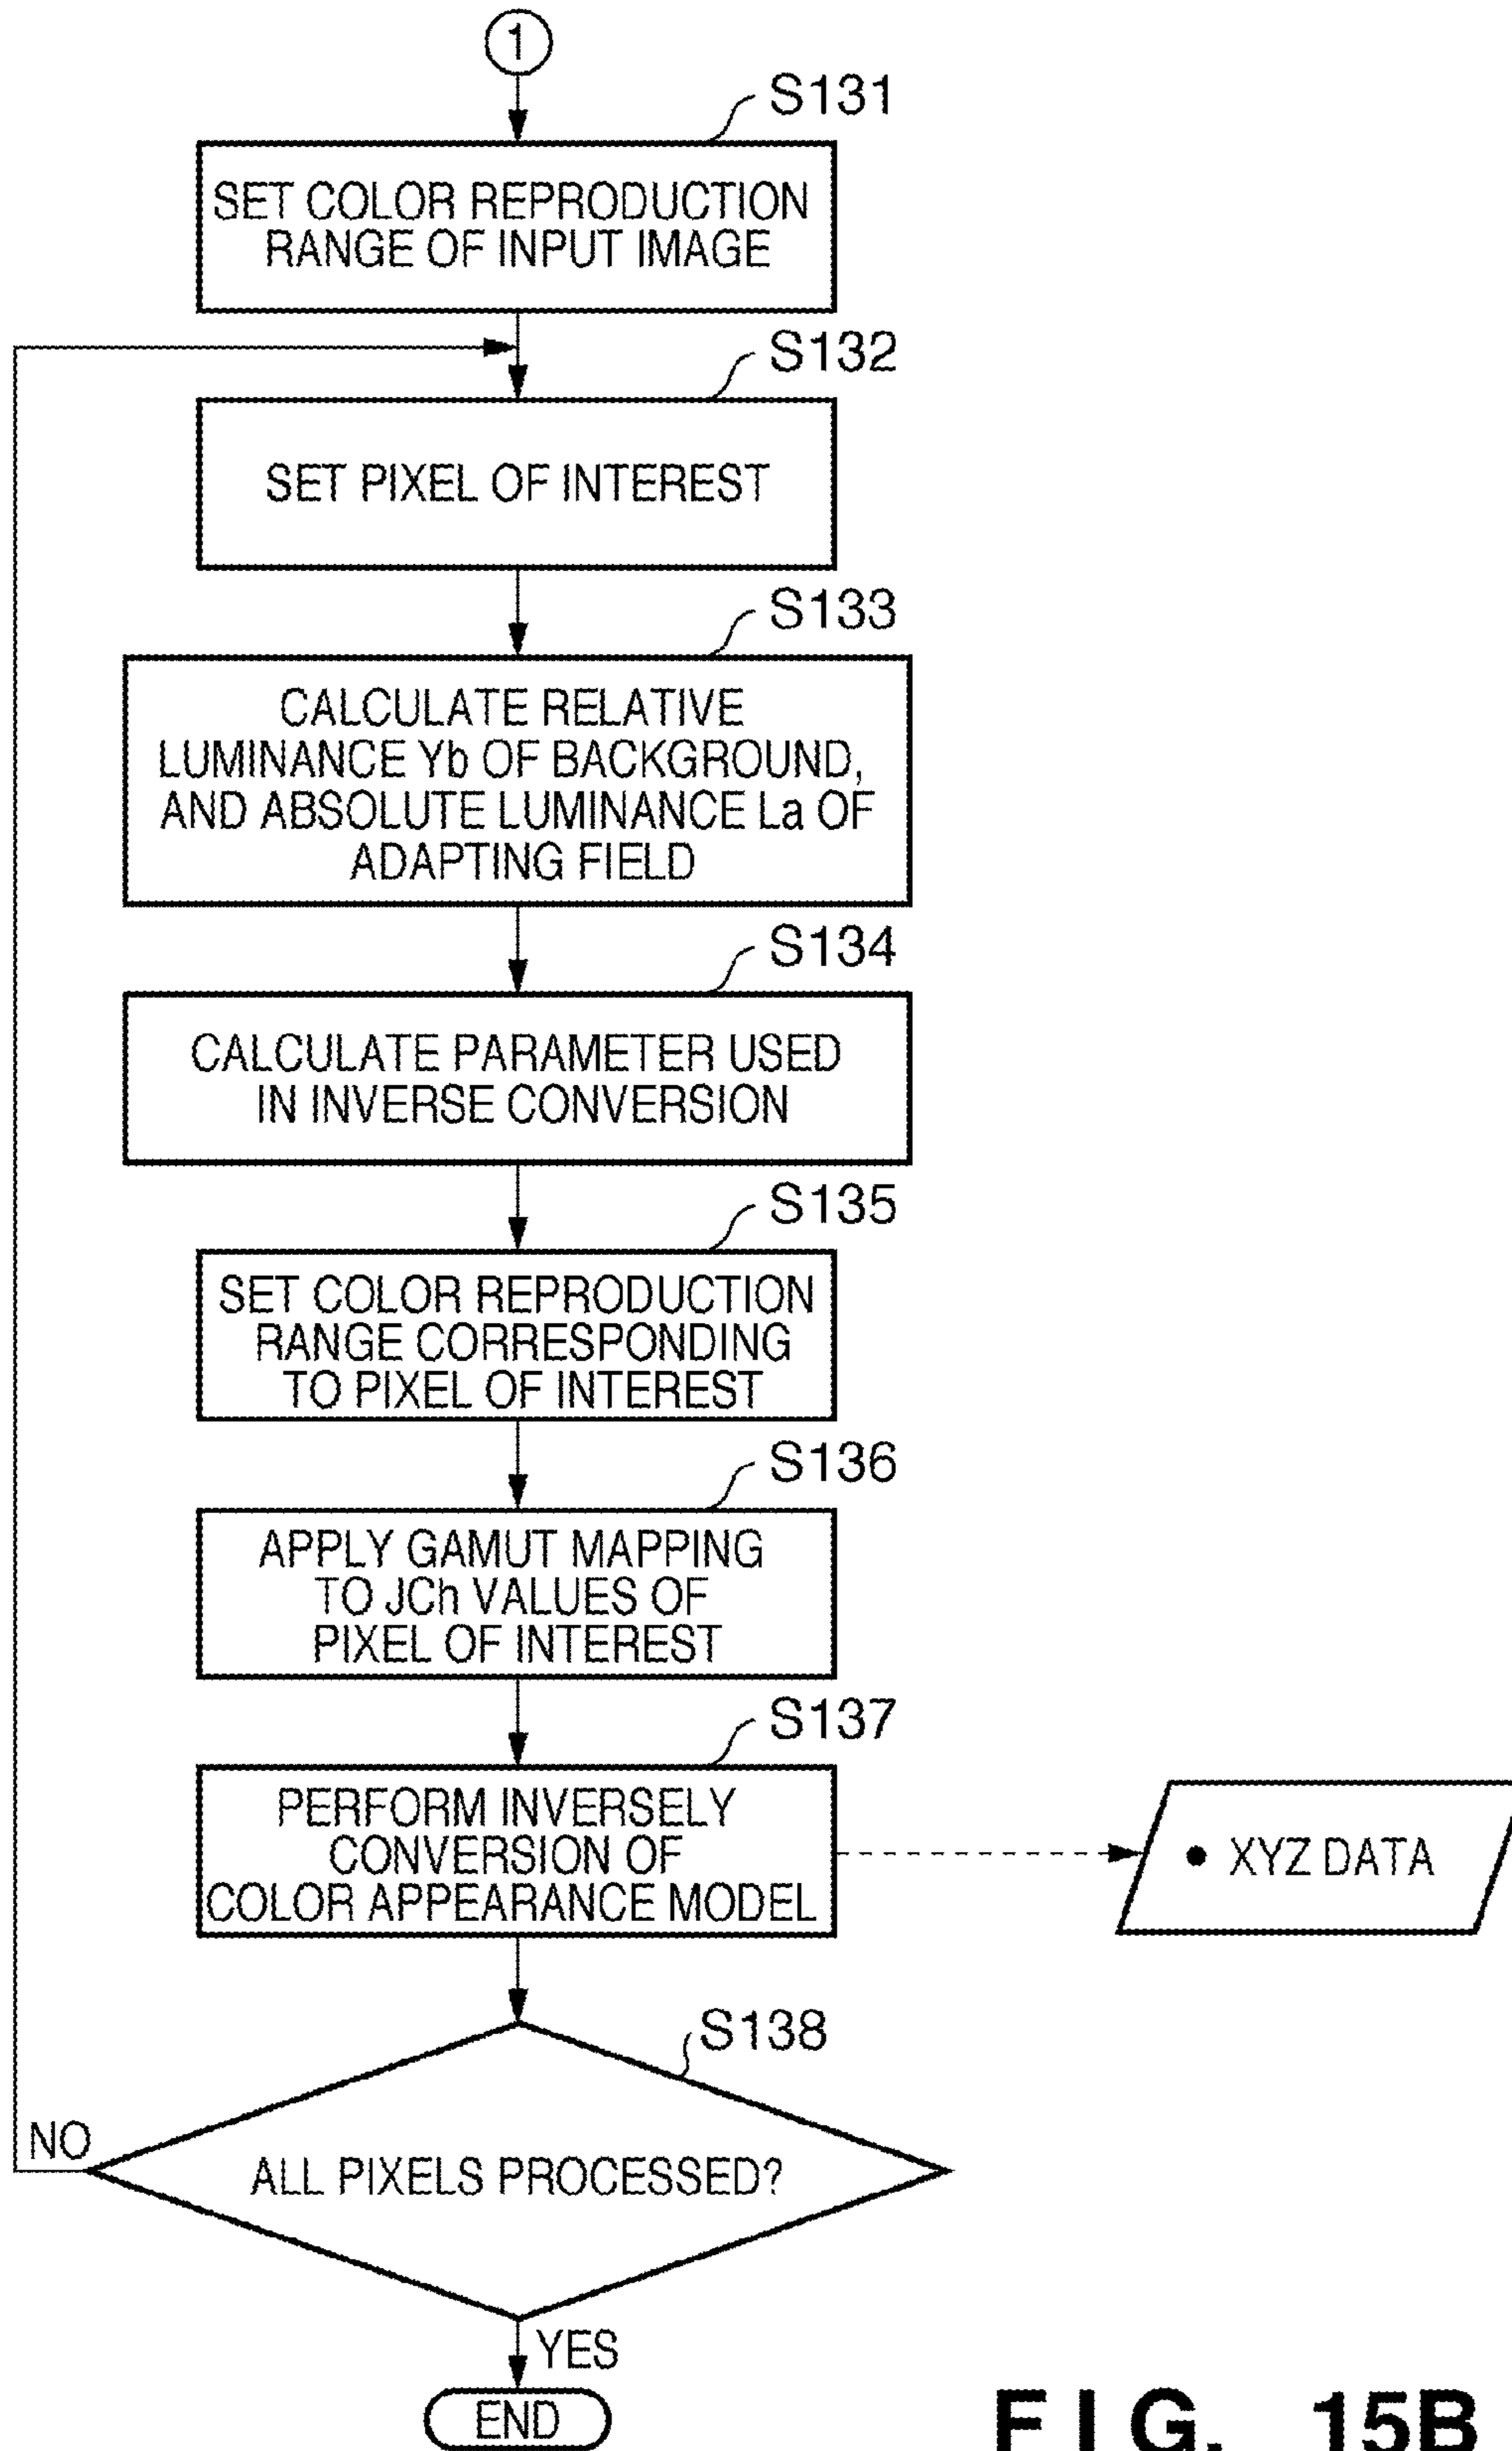 1
S131
SET COLOR REPRODUCTION
RANGE OF INPUT IMAGE
S132
SET PIXEL OF INTEREST
S133
CALCULATE RELATIVE
LUMINANCE Yb OF BACKGROUND,
AND ABSOLUTE LUMINANCE La OF
ADAPTING FIELD
S134
CALCULATE PARAMETER USED
IN INVERSE CONVERSION
S135
SET COLOR REPRODUCTION
RANGE CORRESPONDING
TO PIXEL OF INTEREST
S136
APPLY GAMUT MAPPING
TO JCh VALUES OF
PIXEL OF INTEREST
S137
PERFORM INVERSELY
CONVERSION OF
COLOR APPEARANCE MODEL
• XYZ DATA
S138
NO
ALL PIXELS PROCESSED?
YES
END
FIG. 15B